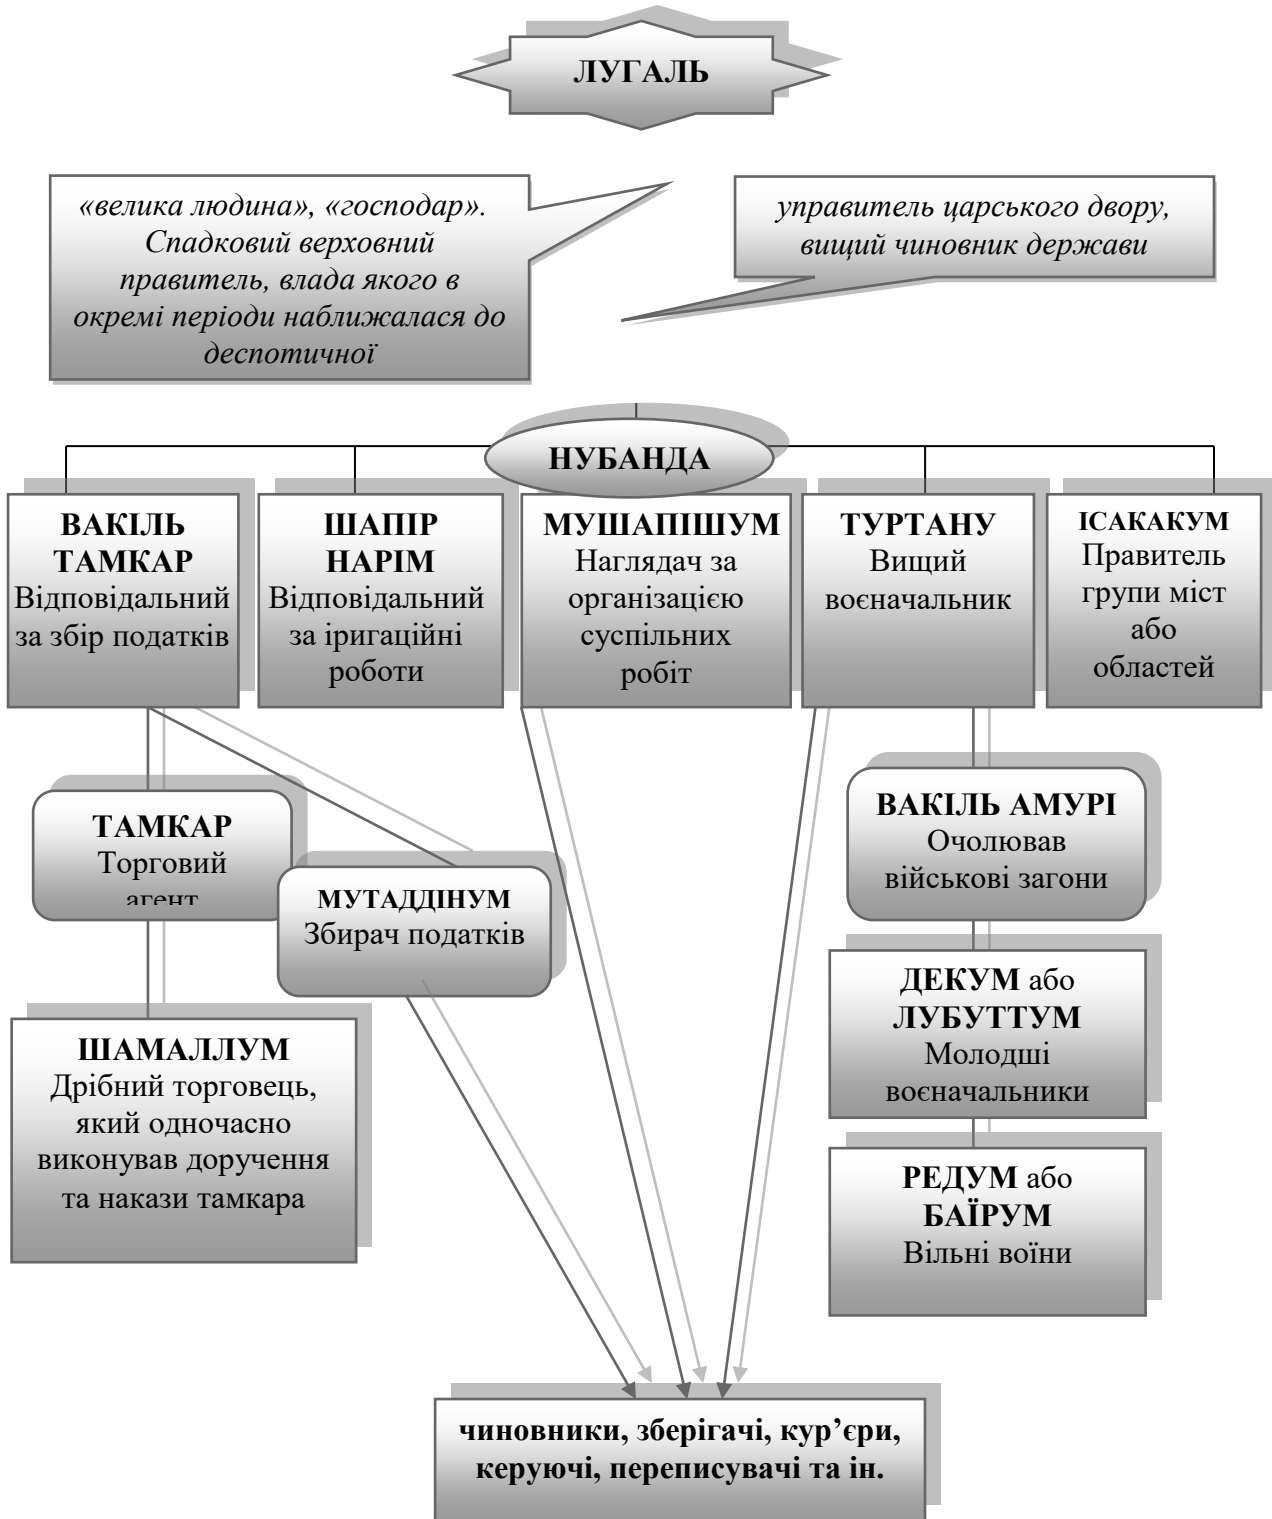 ЛУГАЛЬ
«велика людина», «господар».
Спадковий верховний
правитель, влада якого в
окремі періоди наближалася до
деспотичної
управитель царського двору,
вищий чиновник держави
НУБАНДА
ВАКІЛЬ
ТАМКАР
Відповідальний
за збір податків
ШАПІР
НАРІМ
Відповідальний
за іригаційні
роботи
МУШАПІШУМ
Наглядач за
організацією
суспільних
робіт
ТУРТАНУ
Вищий
воєначальник
ІСАКАКУМ
Правитель
групи міст
або
областей
ТАМКАР
Торговий
агент
МУТАДДІНУМ
Збирач податків
ВАКІЛЬ АМУРІ
Очолював
військові загони
ШАМАЛЛУМ
Дрібний торговець,
який одночасно
виконував доручення
та накази тамкара
ДЕКУМ або
ЛУБУТТУМ
Молодші
воєначальники
РЕДУМ або
БАЇРУМ
Вільні воїни
чиновники, зберігачі, кур’єри,
керуючі, переписувачі та ін.